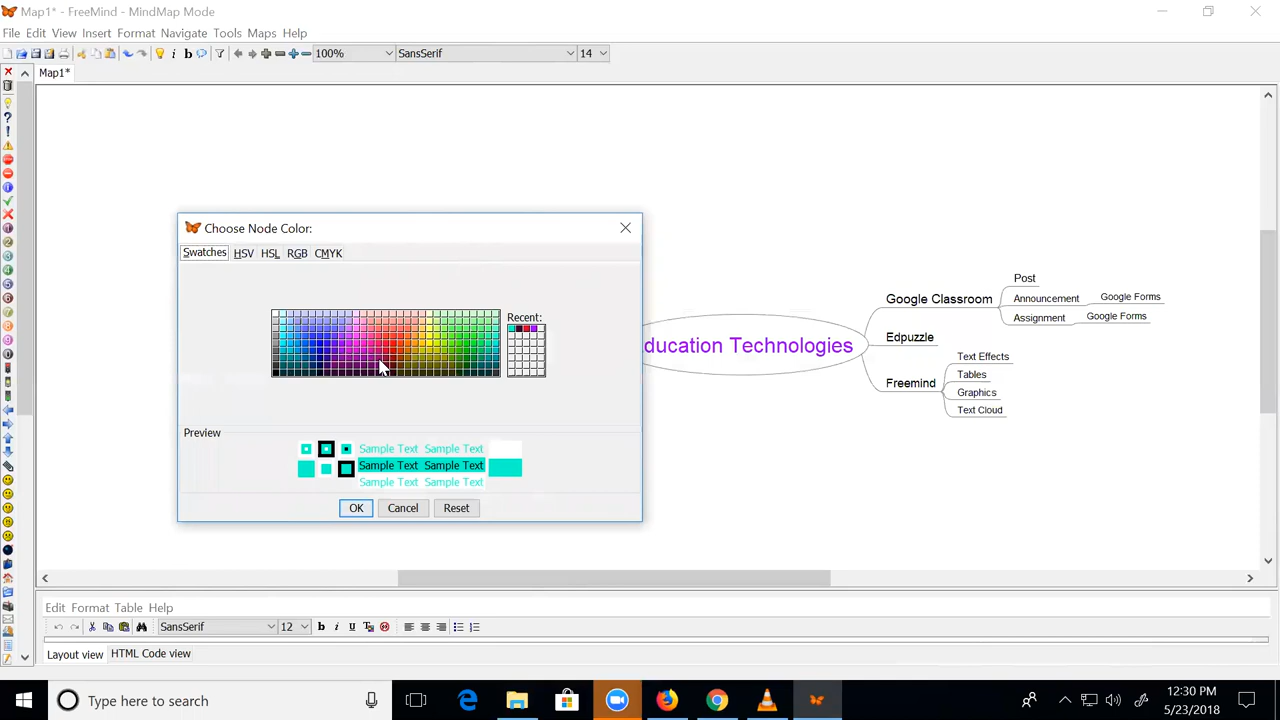 Map1* - FreeMind - MindMap Mode
File Edit View Insert Format Navigate Tools Maps Help
100% SansSerif 14
Map1*
Choose Node Color:
Swatches HSV HSL RGB CMYK
Recent:
Preview
Sample Text Sample Text
Sample Text Sample Text
Sample Text Sample Text
OK Cancel Reset
ducation Technologies
Google Classroom
Post
Announcement
Google Forms
Assignment
Google Forms
Edpuzzle
Freemind
Text Effects
Tables
Graphics
Text Cloud
Edit Format Table Help
SansSerif 12
Layout view HTML Code view
Type here to search
12:30 PM
5/23/2018